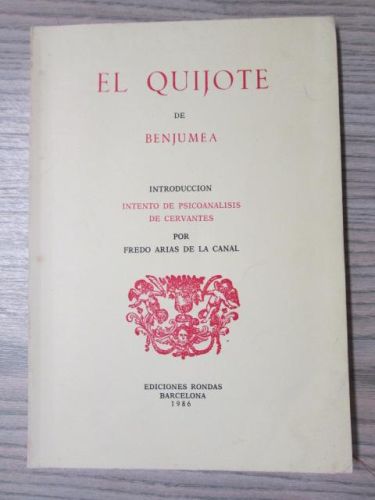 EL QUIJOTE
DE
BENJUMEA
INTRODUCCION
INTENTO DE PSICOANALISIS
DE CERVANTES
POR
FREDO ARIAS DE LA CANAL
EDICIONES RONDAS
BARCELONA
1986